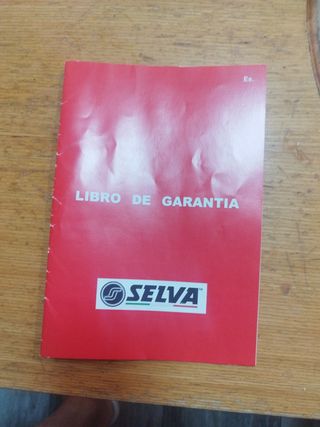 Es.
LIBRO DE GARANTIA
SELVA